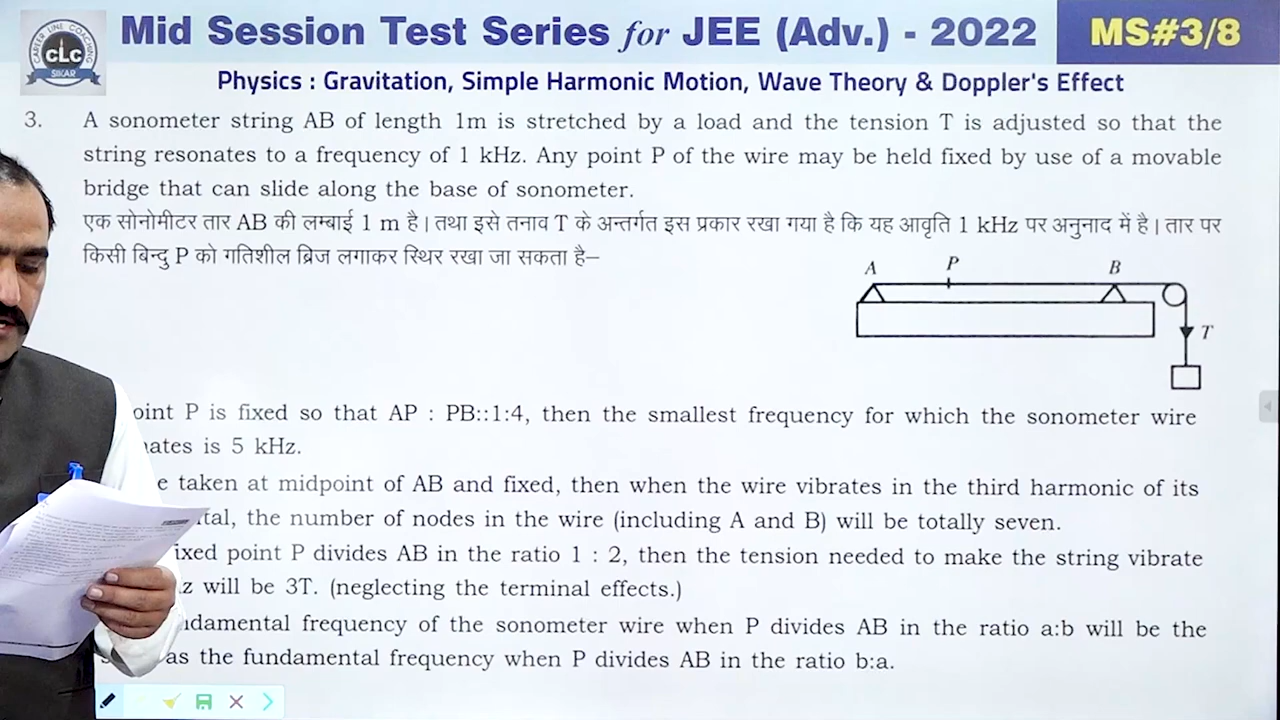 Mid Session Test Series for JEE (Adv.) - 2022 MS#3/8
CAREER LINE COACHING
CLC
SIKAR
Physics : Gravitation, Simple Harmonic Motion, Wave Theory & Doppler's Effect
3. A sonometer string AB of length 1m is stretched by a load and the tension T is adjusted so that the
string resonates to a frequency of 1 kHz. Any point P of the wire may be held fixed by use of a movable
bridge that can slide along the base of sonometer.
एक सोनोमीटर तार AB की लम्बाई 1 m है। तथा इसे तनाव T के अन्तर्गत इस प्रकार रखा गया है कि यह आवृति 1 kHz पर अनुनाद में है। तार पर
किसी बिन्दु P को गतिशील ब्रिज लगाकर स्थिर रखा जा सकता है–
A P B
T
oint P is fixed so that AP : PB::1:4, then the smallest frequency for which the sonometer wire
ates is 5 kHz.
e taken at midpoint of AB and fixed, then when the wire vibrates in the third harmonic of its
tal, the number of nodes in the wire (including A and B) will be totally seven.
ixed point P divides AB in the ratio 1 : 2, then the tension needed to make the string vibrate
z will be 3T. (neglecting the terminal effects.)
damental frequency of the sonometer wire when P divides AB in the ratio a:b will be the
as the fundamental frequency when P divides AB in the ratio b:a.